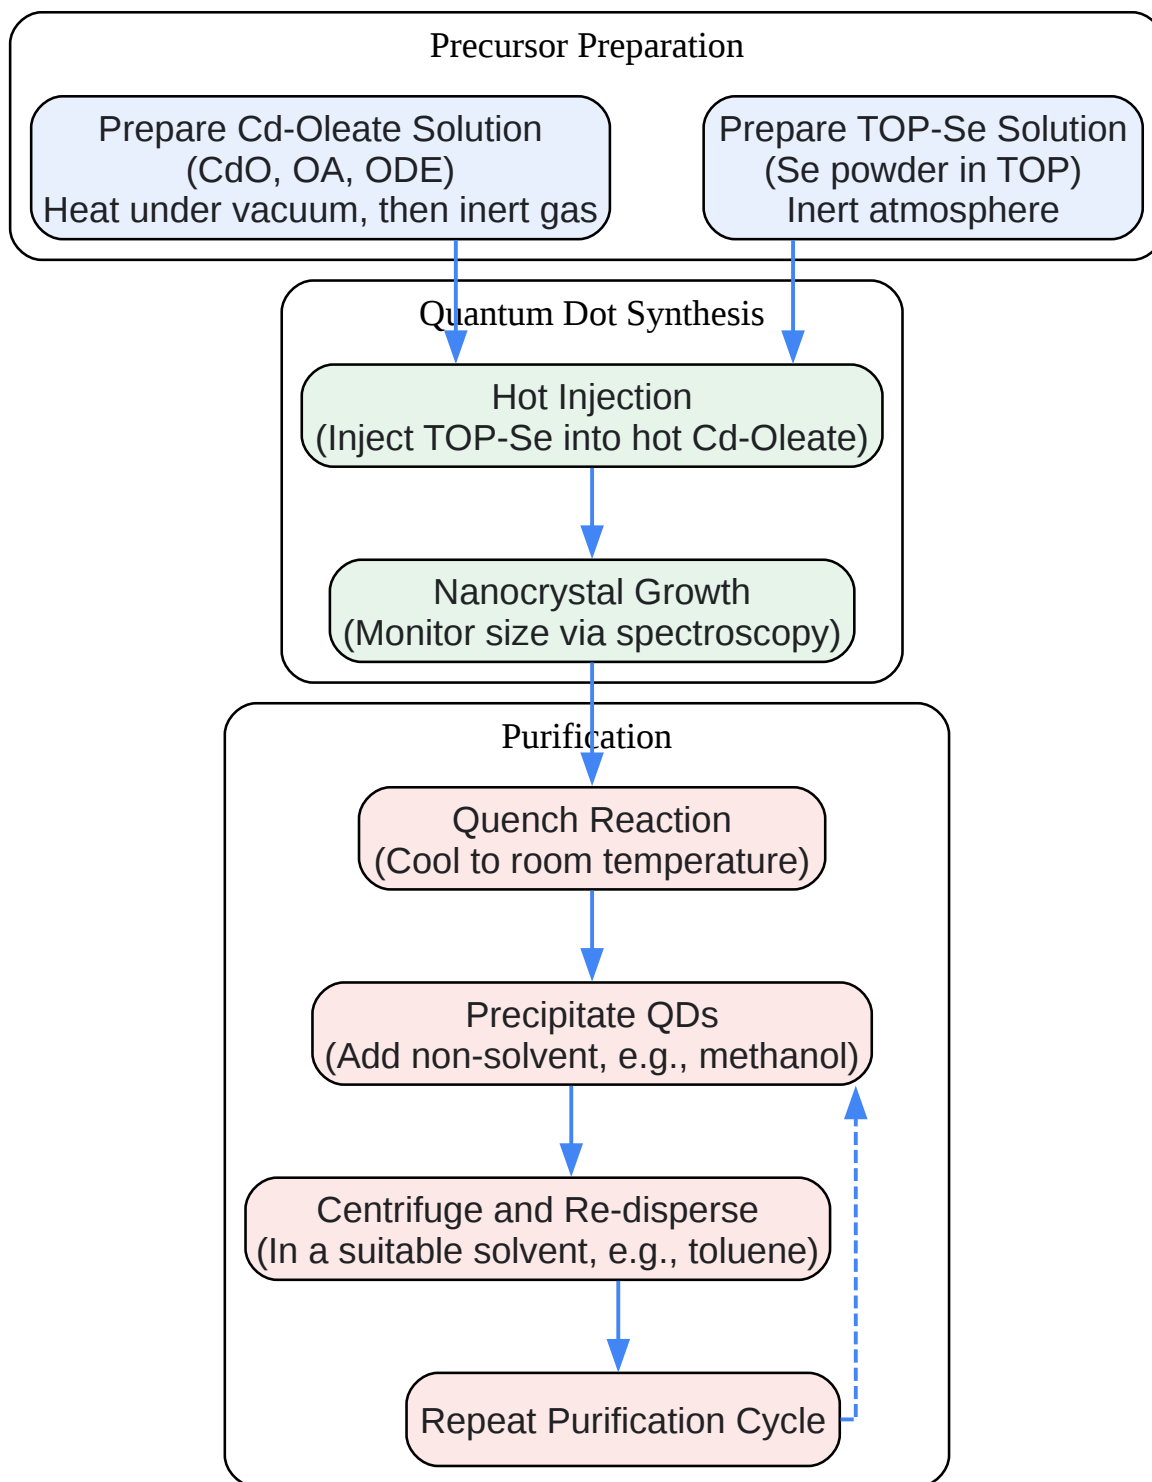 Precursor Preparation
Prepare Cd-Oleate Solution
(CdO, OA, ODE)
Heat under vacuum, then inert gas
Prepare TOP-Se Solution
(Se powder in TOP)
Inert atmosphere
Quantum Dot Synthesis
Hot Injection
(Inject TOP-Se into hot Cd-Oleate)
Nanocrystal Growth
(Monitor size via spectroscopy)
Purification
Quench Reaction
(Cool to room temperature)
Precipitate QDs
(Add non-solvent, e.g., methanol)
Centrifuge and Re-disperse
(In a suitable solvent, e.g., toluene)
Repeat Purification Cycle